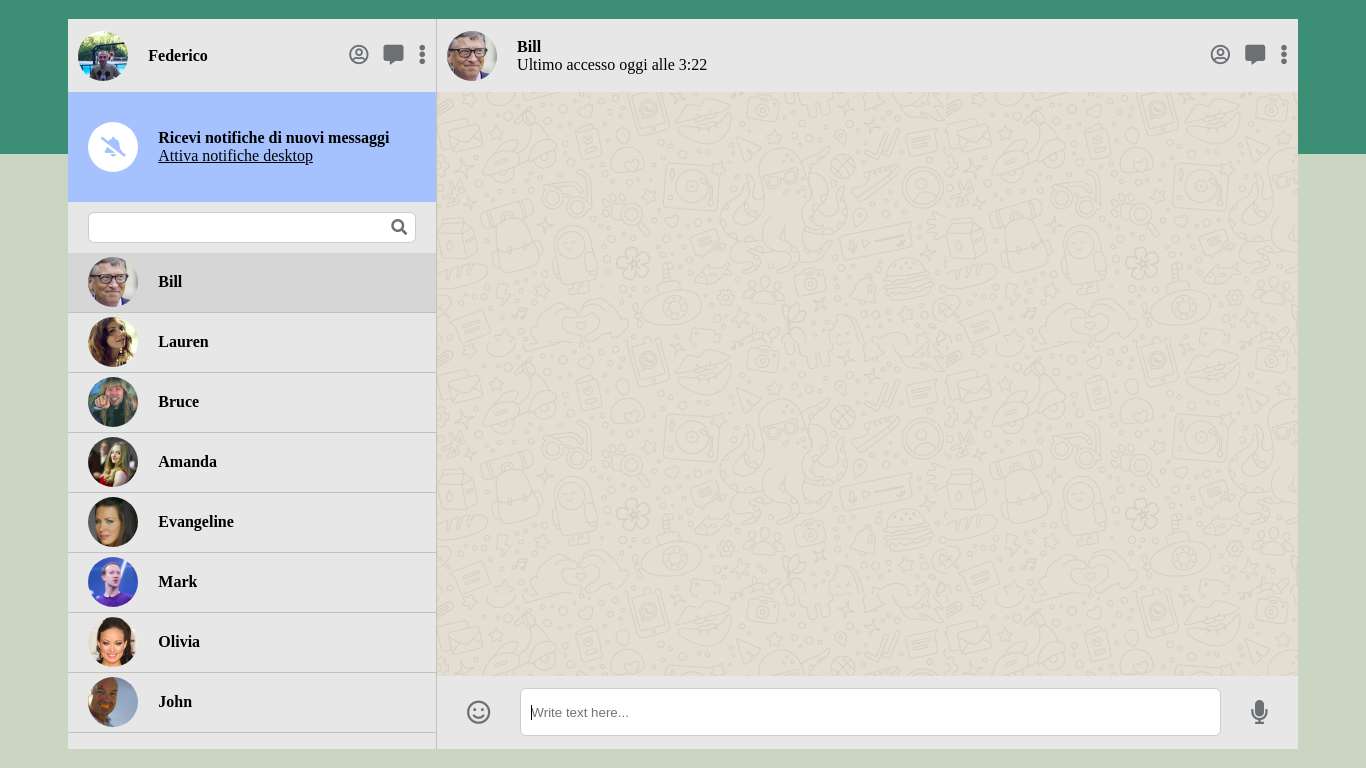 Federico
Bill
Ultimo accesso oggi alle 3:22
Ricevi notifiche di nuovi messaggi
Attiva notifiche desktop
Bill
Lauren
Bruce
Amanda
Evangeline
Mark
Olivia
John
Write text here...